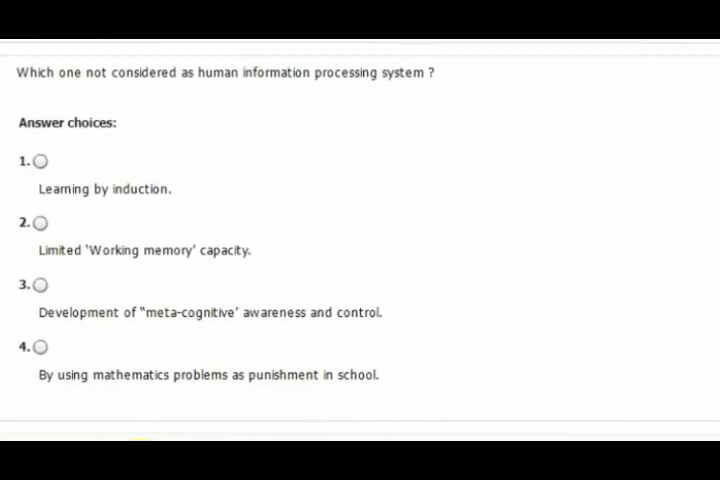 Which one not considered as human information processing system ?
Answer choices:
1.
Learning by induction.
2.
Limited ‘Working memory’ capacity.
3.
Development of “meta-cognitive’ awareness and control.
4.
By using mathematics problems as punishment in school.